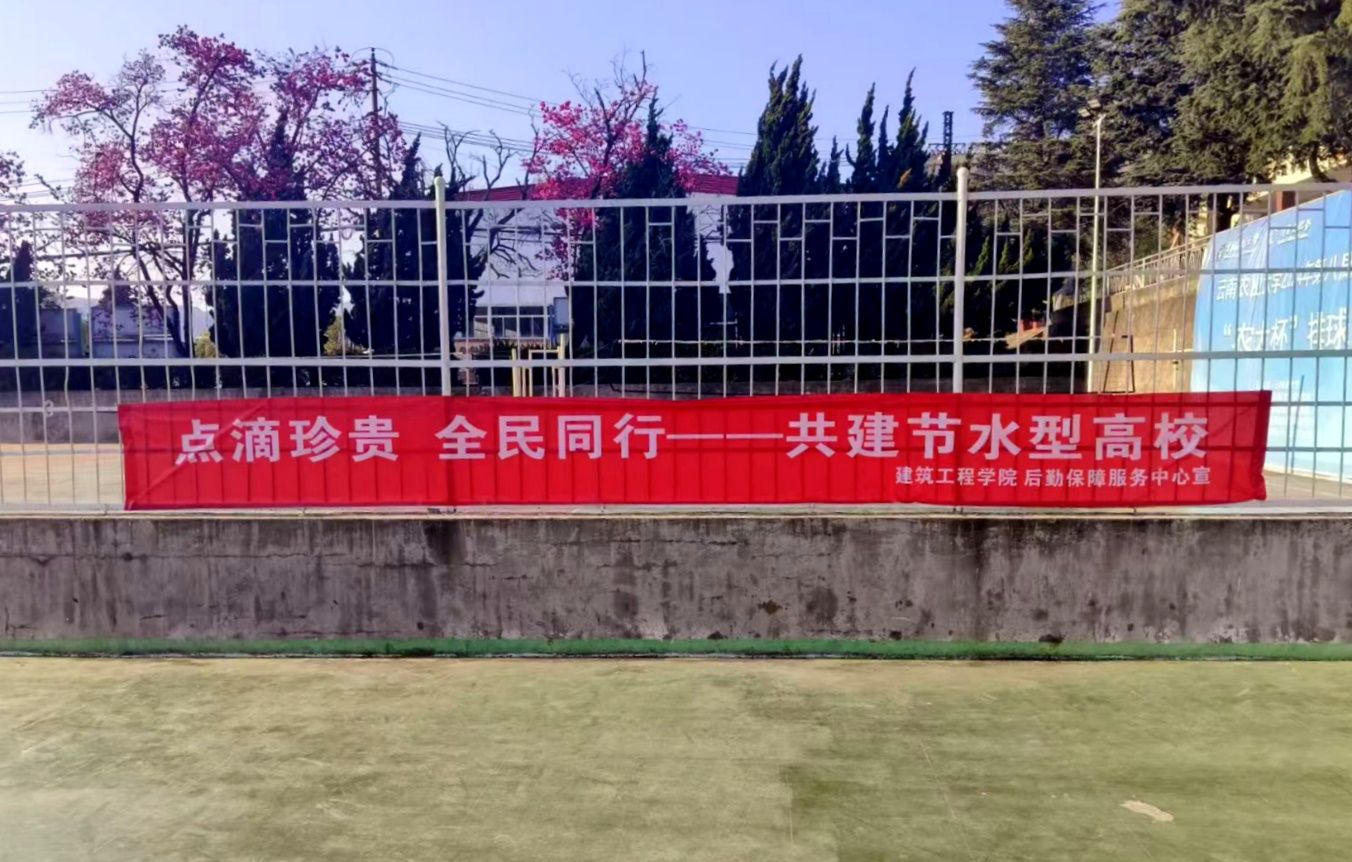 点滴珍贵 全民同行——共建节水型高校
建筑工程学院 后勤保障服务中心宣
“农大杯”排球